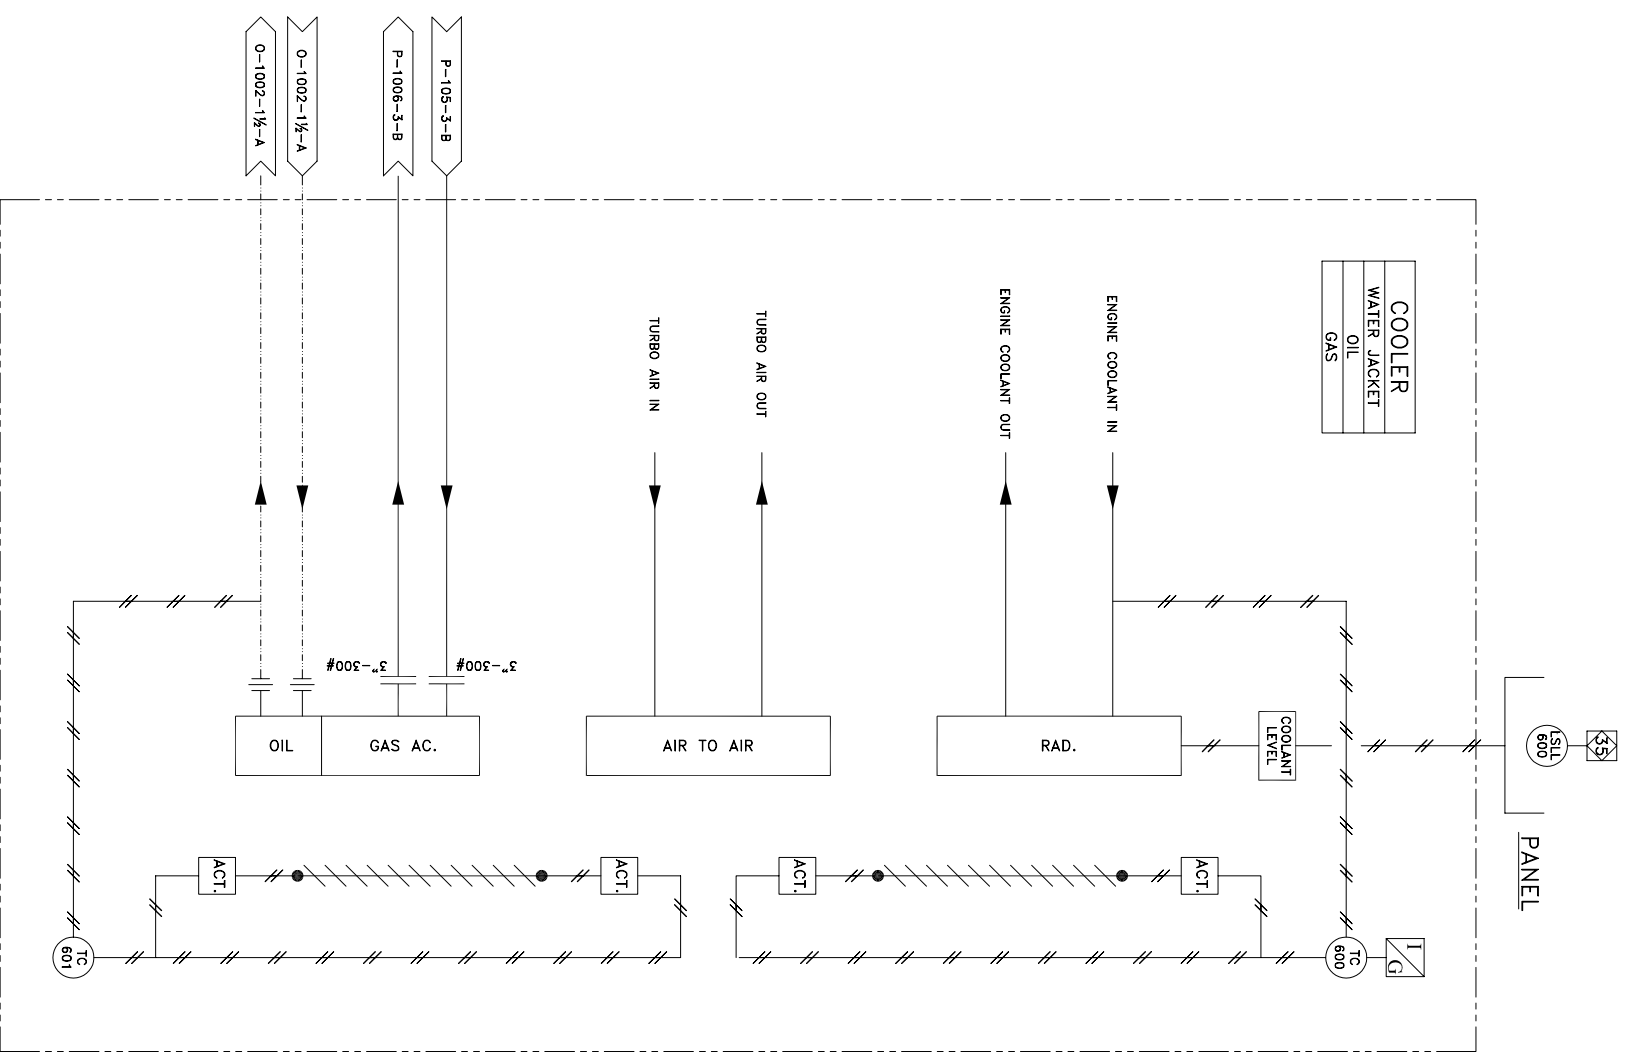 O-1002-1½-A
O-1002-1½-A
P-1006-3-B
P-105-3-B
COOLER
WATER JACKET
OIL
GAS
TURBO AIR IN
TURBO AIR OUT
ENGINE COOLANT OUT
ENGINE COOLANT IN
3"-300#
3"-300#
OIL
GAS AC.
AIR TO AIR
RAD.
COOLANT
LEVEL
LSLL
600
35
PANEL
ACT.
ACT.
ACT.
ACT.
TC
601
TC
600
I/G